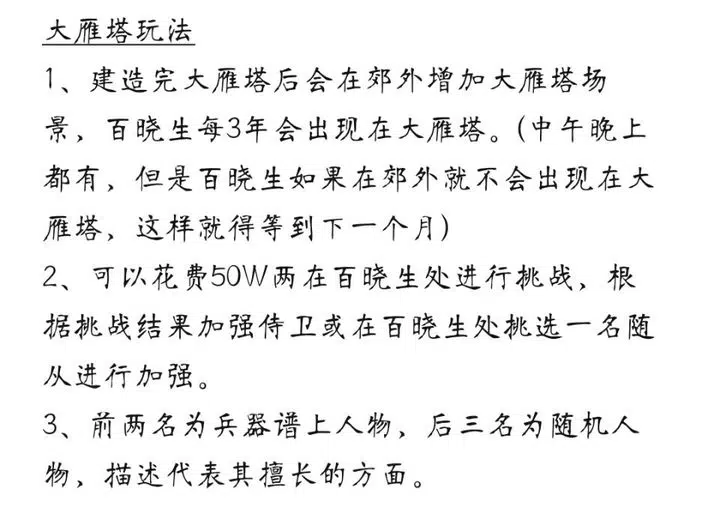 大雁塔玩法
1、建造完大雁塔后会在郊外增加大雁塔场
景，百晓生每3年会出现在大雁塔。(中午晚上
都有，但是百晓生如果在郊外就不会出现在大
雁塔，这样就得等到下一个月)
2、可以花费50W两在百晓生处进行挑战，根
据挑战结果加强侍卫或在百晓生处挑选一名随
从进行加强。
3、前两名为兵器谱上人物，后三名为随机人
物，描述代表其擅长的方面。